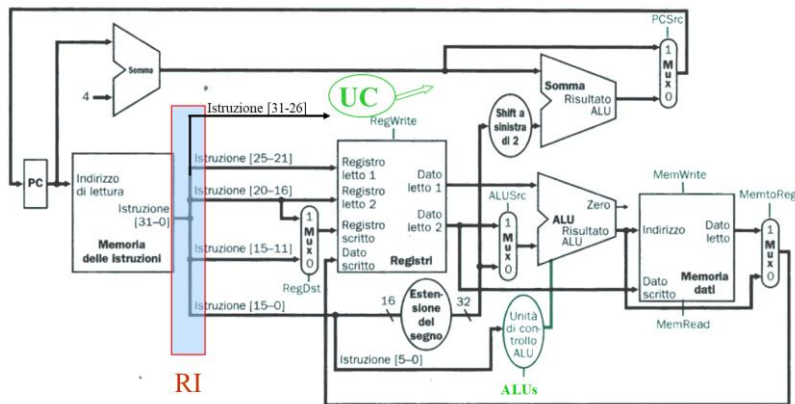 PCSrc
1
Mux
0
Somma
4
Somma
Risultato
ALU
UC
Istruzione [31-26]
Shift a
sinistra
di 2
RegWrite
PC
Indirizzo
di lettura
Istruzione
[31–0]
Memoria
delle istruzioni
Istruzione [25–21]
Istruzione [20–16]
Istruzione [15–11]
1
Mux
0
RegDst
Registro
letto 1
Registro
letto 2
Registro
scritto
Dato
scritto
Dato
letto 1
Dato
letto 2
Registri
ALUSrc
1
Mux
0
Zero
ALU
Risultato
ALU
MemWrite
Indirizzo
Dato
letto
Dato
scritto
Memoria
dati
MemRead
MemtoReg
1
Mux
0
Istruzione [15–0]
16
Estensione
del
segno
32
Istruzione [5–0]
Unità
di con-
trollo
ALU
RI
ALUs